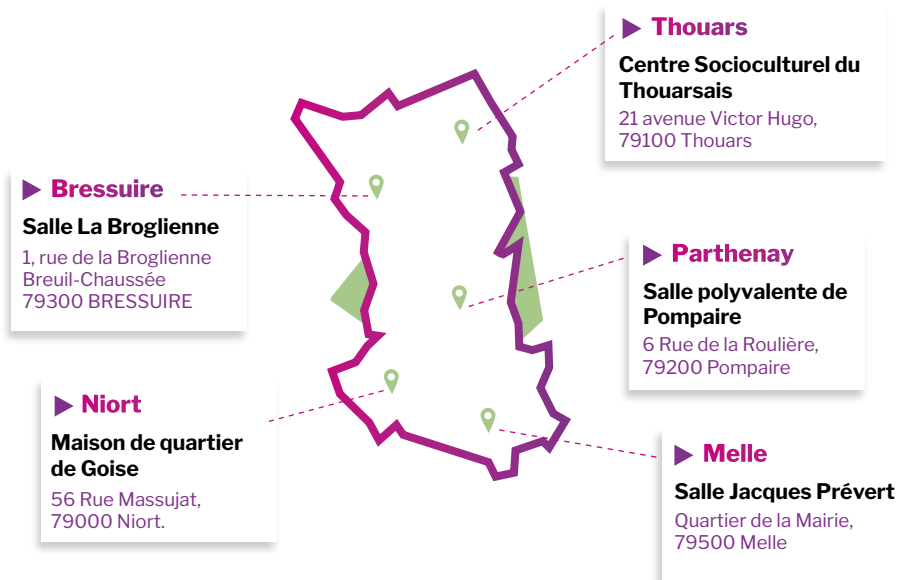 Thouars
Centre Socioculturel du
Thouarsais
21 avenue Victor Hugo,
79100 Thouars
Bressuire
Salle La Broglienne
1, rue de la Broglienne
Breuil-Chaussée
79300 BRESSUIRE
Parthenay
Salle polyvalente de
Pompaire
6 Rue de la Roulière,
79200 Pompaire
Niort
Maison de quartier
de Goise
56 Rue Massujat,
79000 Niort.
Melle
Salle Jacques Prévert
Quartier de la Mairie,
79500 Melle